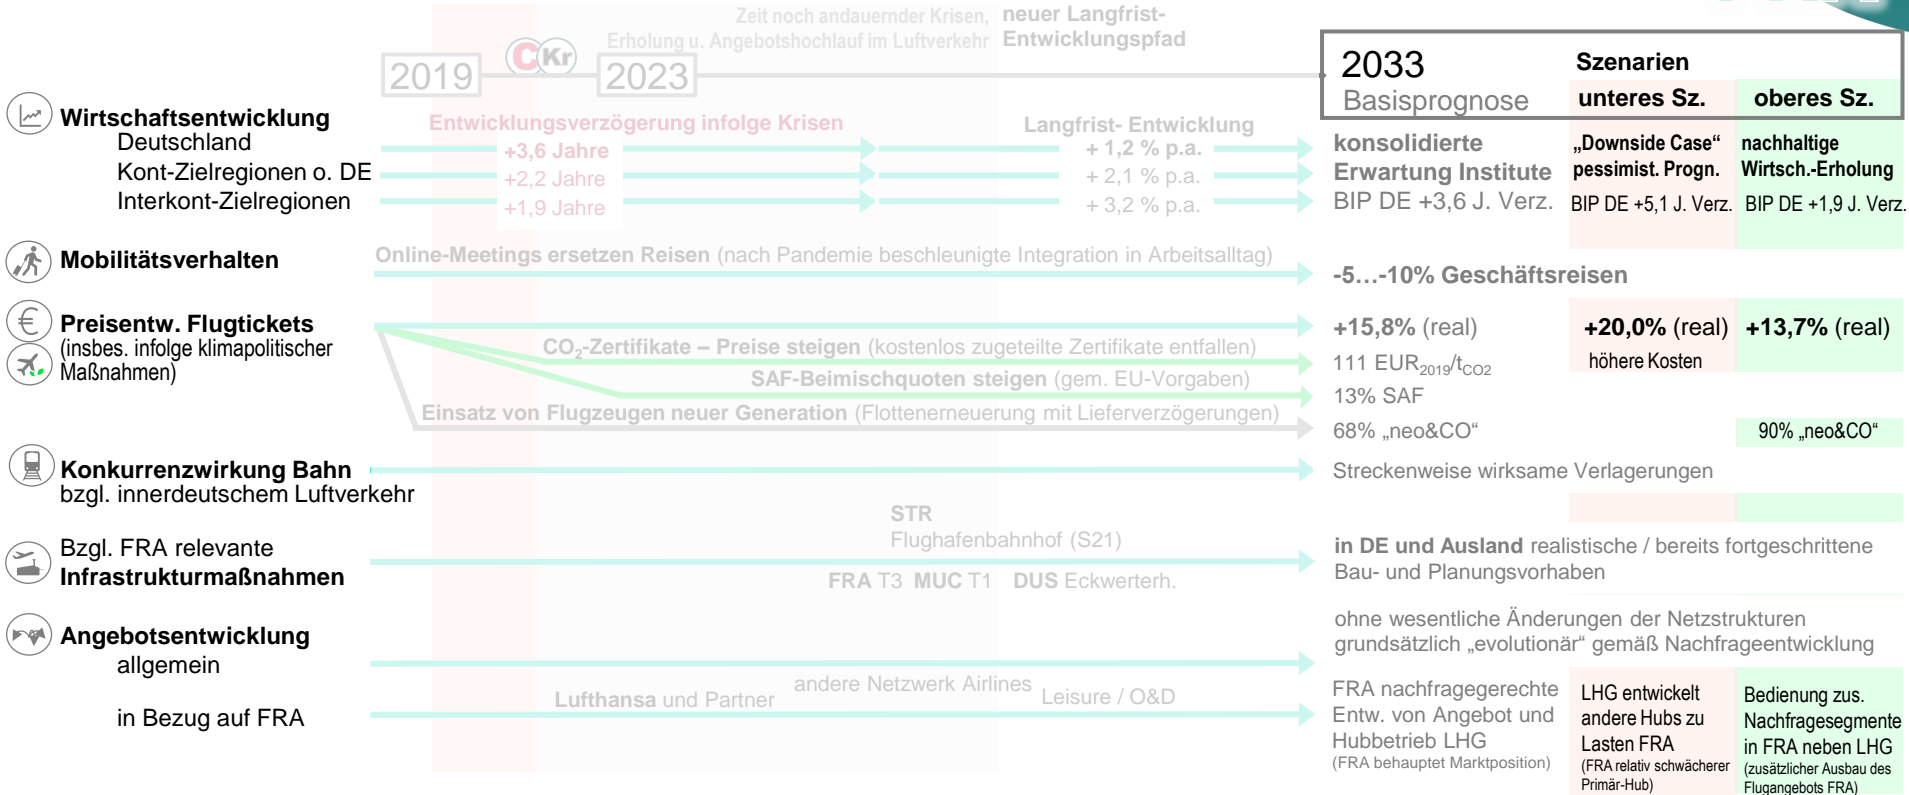 Zeit noch andauernder Krisen,
Erholung u. Angebotshochlauf im Luftverkehr
neuer Langfrist-
Entwicklungspfad
2019
CKr
2023
2033
Basisprognose
Szenarien
unteres Sz.
oberes Sz.
Wirtschaftsentwicklung
Deutschland
Kont-Zielregionen o. DE
Interkont-Zielregionen
Entwicklungsverzögerung infolge Krisen
+3,6 Jahre
+2,2 Jahre
+1,9 Jahre
Langfrist- Entwicklung
+ 1,2 % p.a.
+ 2,1 % p.a.
+ 3,2 % p.a.
konsolidierte
Erwartung Institute
BIP DE +3,6 J. Verz.
„Downside Case“
pessimist. Progn.
BIP DE +5,1 J. Verz.
nachhaltige
Wirtsch.-Erholung
BIP DE +1,9 J. Verz.
Mobilitätsverhalten
Online-Meetings ersetzen Reisen (nach Pandemie beschleunigte Integration in Arbeitsalltag)
-5…-10% Geschäftsreisen
Preisentw. Flugtickets
(insbes. infolge klimapolitischer
Maßnahmen)
CO2-Zertifikate – Preise steigen (kostenlos zugeteilte Zertifikate entfallen)
SAF-Beimischquoten steigen (gem. EU-Vorgaben)
Einsatz von Flugzeugen neuer Generation (Flottenerneuerung mit Lieferverzögerungen)
+15,8% (real)
111 EUR2019/tCO2
13% SAF
68% „neo&CO“
+20,0% (real)
höhere Kosten
+13,7% (real)
90% „neo&CO“
Konkurrenzwirkung Bahn
bzgl. innerdeutschem Luftverkehr
Streckenweise wirksame Verlagerungen
Bzgl. FRA relevante
Infrastrukturmaßnahmen
STR
Flughafenbahnhof (S21)
FRA T3 MUC T1 DUS Eckwerterh.
in DE und Ausland realistische / bereits fortgeschrittene
Bau- und Planungsvorhaben
Angebotsentwicklung
allgemein
ohne wesentliche Änderungen der Netzstrukturen
grundsätzlich „evolutionär“ gemäß Nachfrageentwicklung
in Bezug auf FRA
Lufthansa und Partner
andere Netzwerk Airlines
Leisure / O&D
FRA nachfragegerechte
Entw. von Angebot und
Hubbetrieb LHG
(FRA behauptet Marktposition)
LHG entwickelt
andere Hubs zu
Lasten FRA
(FRA relativ schwächerer
Primär-Hub)
Bedienung zus.
Nachfragesegmente
in FRA neben LHG
(zusätzlicher Ausbau des
Flugangebots FRA)